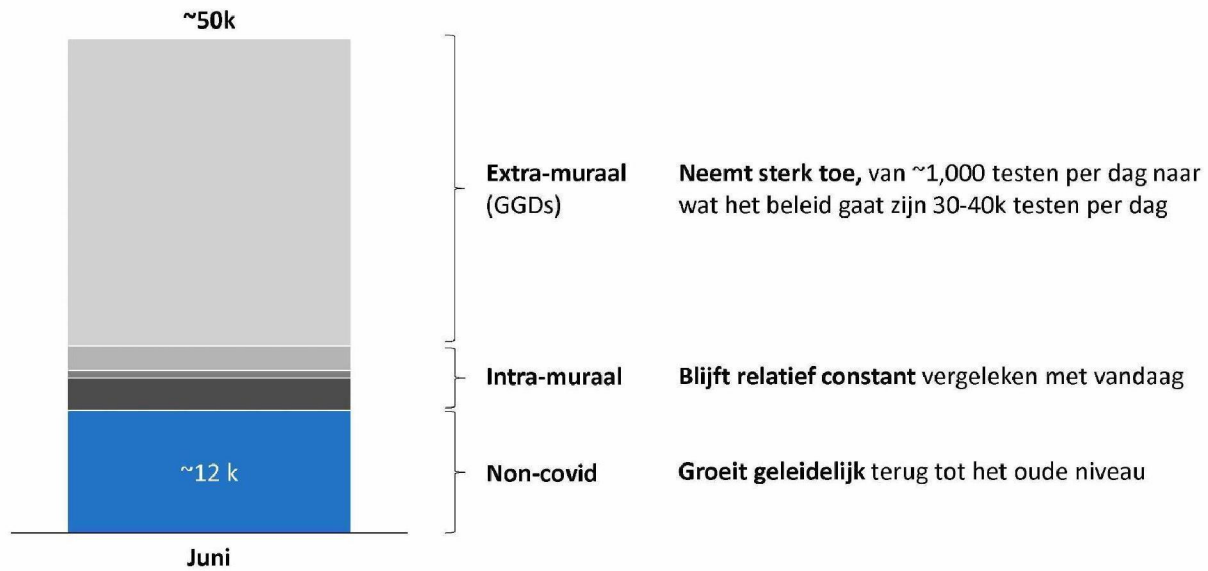 ~50k
Extra-muraal
(GGDs)
Neemt sterk toe, van ~1,000 testen per dag naar
wat het beleid gaat zijn 30-40k testen per dag
Intra-muraal
Blijft relatief constant vergeleken met vandaag
~12 k
Non-covid
Groeit geleidelijk terug tot het oude niveau
Juni